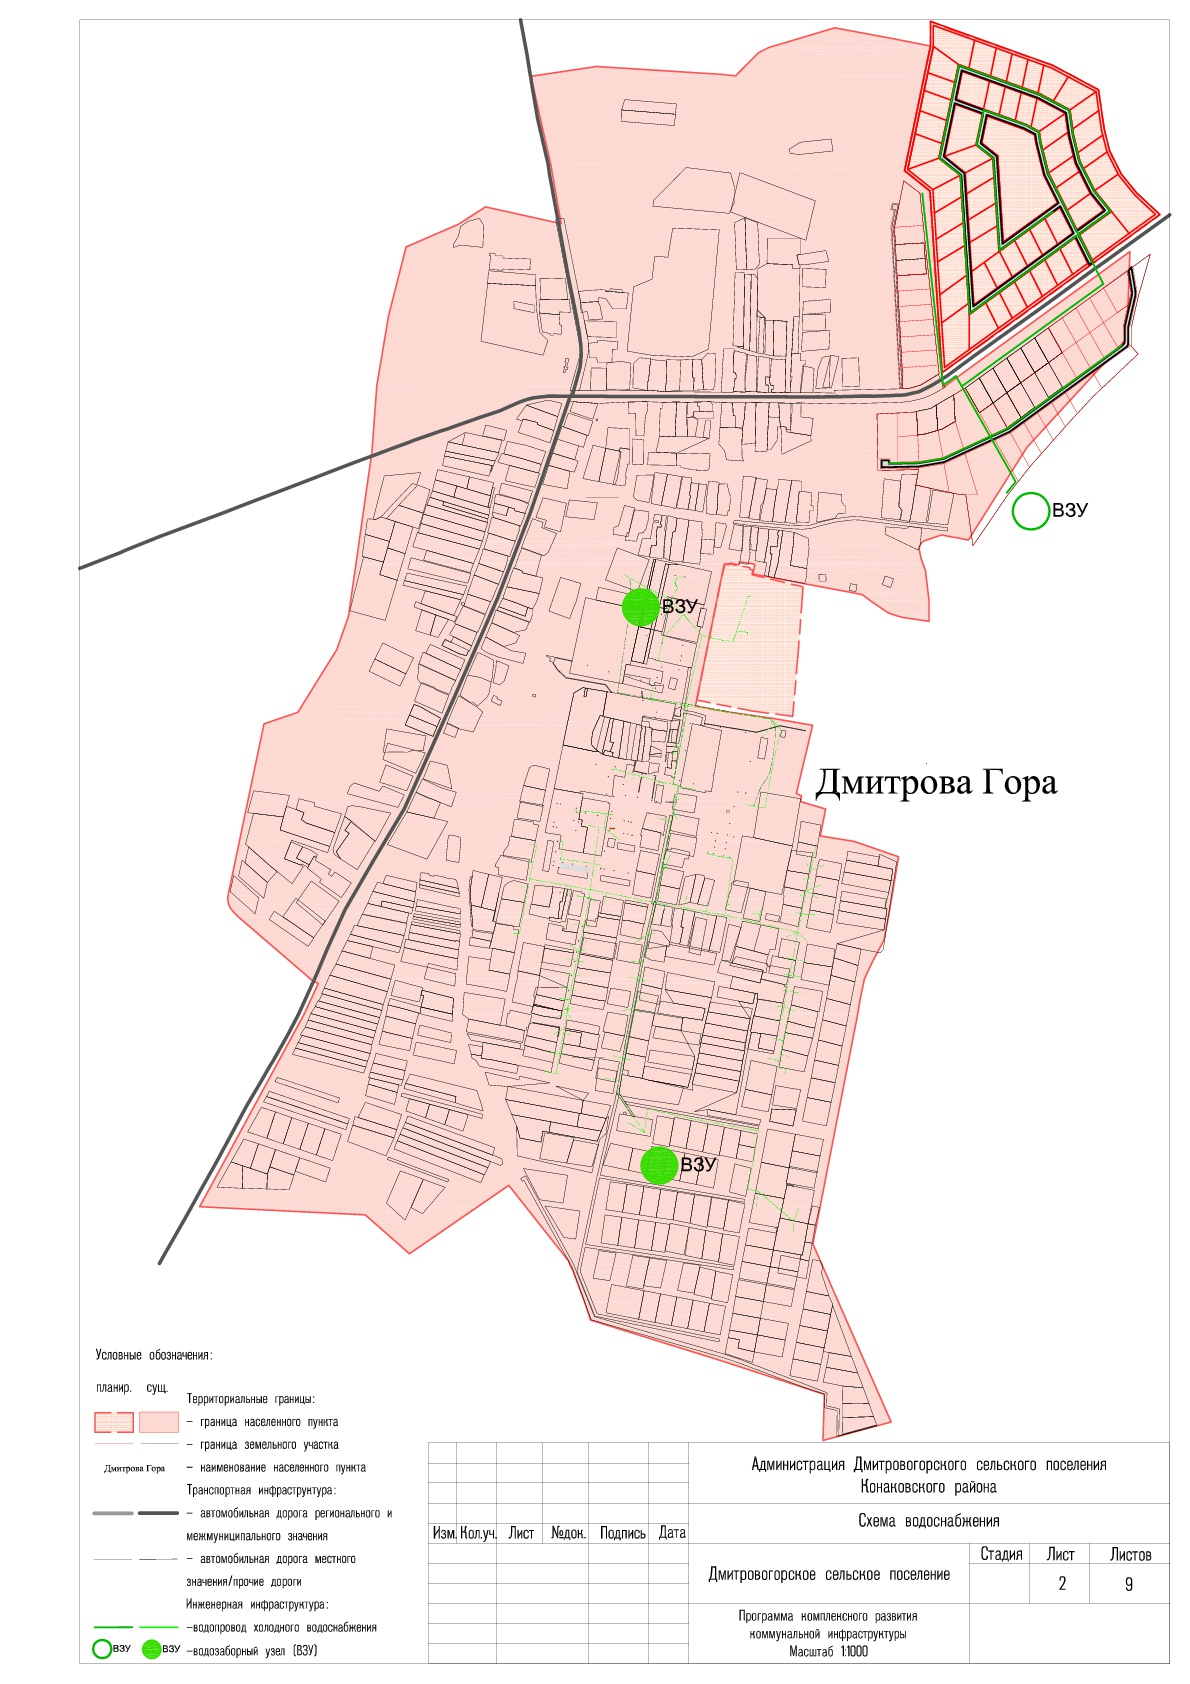 ВЗУ
ВЗУ
Дмитрова Гора
ВЗУ
Условные обозначения:
планир. сущ.
Территориальные границы:
– граница населенного пункта
– граница земельного участка
Дмитрова Гора – наименование населенного пункта
Транспортная инфраструктура:
– автомобильная дорога регионального и
межмуниципального значения
– автомобильная дорога местного
значения/прочие дороги
Инженерная инфраструктура:
–водопровод холодного водоснабжения
ВЗУ ВЗУ –водозаборный узел (ВЗУ)
Администрация Дмитровогорского сельского поселения
Конаковского района
Изм. Кол.уч. Лист №док. Подпись Дата
Схема водоснабжения
Дмитровогорское сельское поселение
Стадия Лист Листов
2 9
Программа комплексного развития
коммунальной инфраструктуры
Масштаб 1:1000